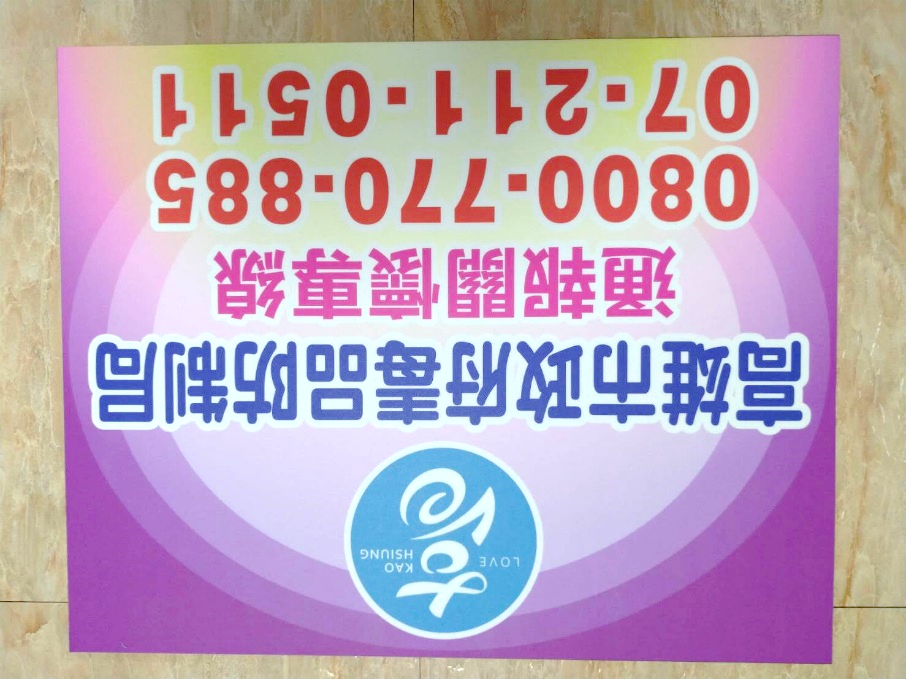 LOVE
KAO
HSIUNG
高雄市政府毒品防制局
通報關懷專線
0800-770-885
07-211-0511